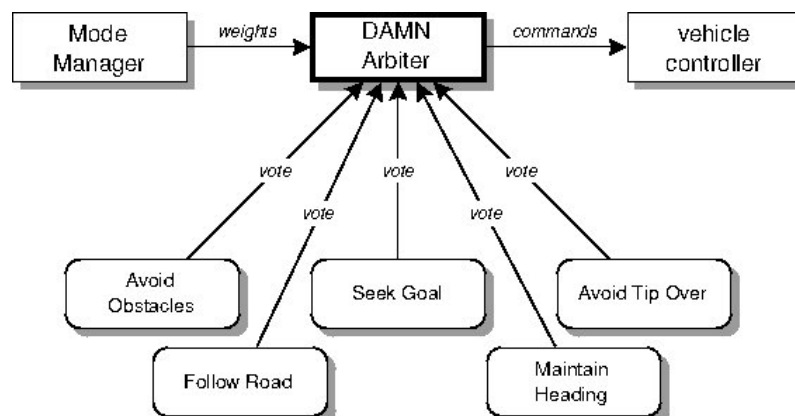 Mode
Manager
weights
DAMN
Arbiter
commands
vehicle
controller
vote
vote
vote
vote
vote
Avoid
Obstacles
Seek Goal
Avoid Tip Over
Follow Road
Maintain
Heading